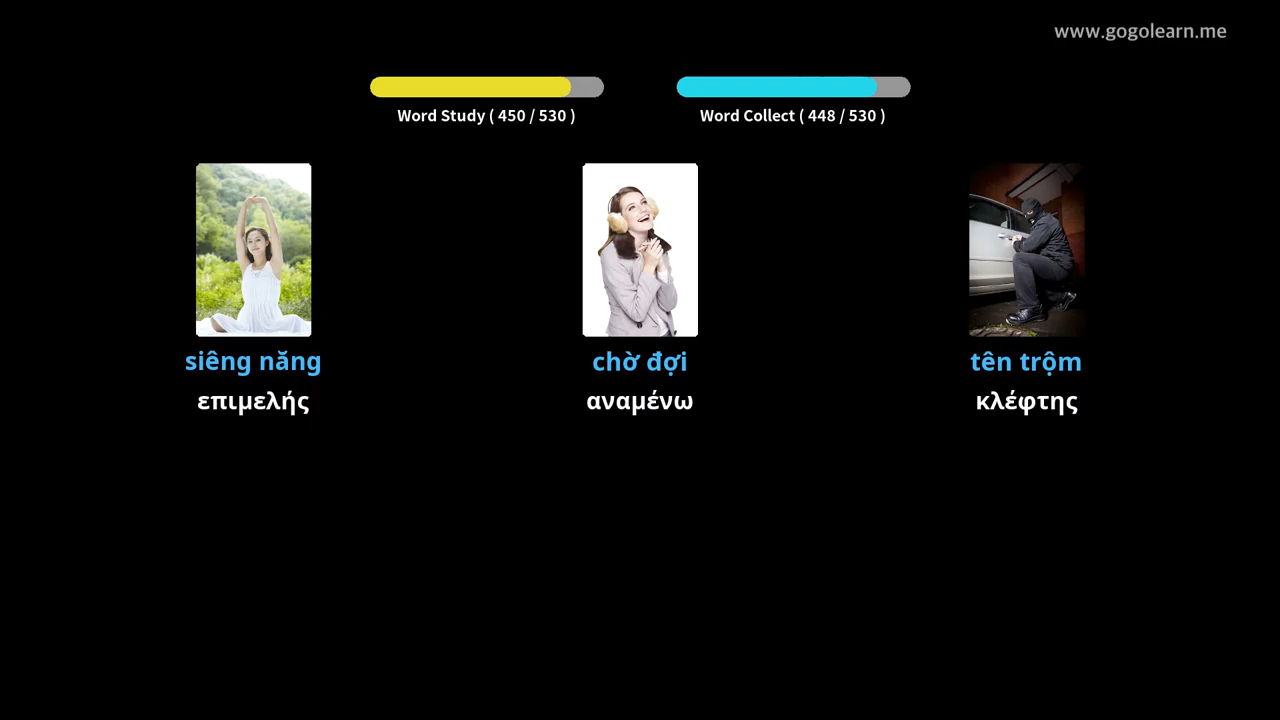 www.gogolearn.me
Word Study ( 450 / 530 )
Word Collect ( 448 / 530 )
siêng năng
επιμελής
chờ đợi
αναμένω
tên trộm
κλέφτης